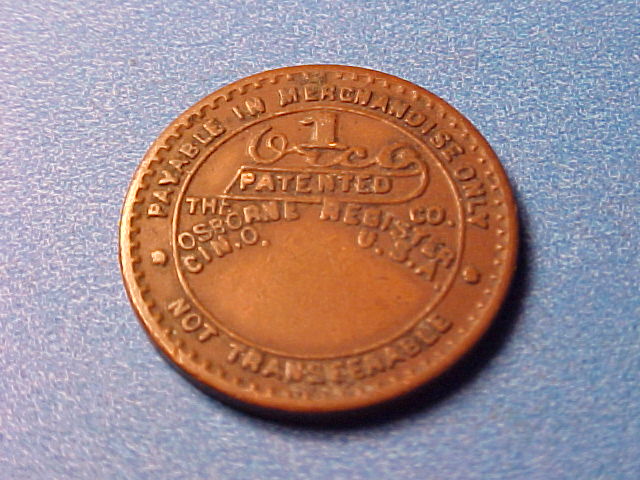 PAYABLE IN MERCHANDISE ONLY
1
PATENTED
THE OSBORNE REGISTER CO.
CIN.O. U.S.A.
NOT TRANSFERABLE